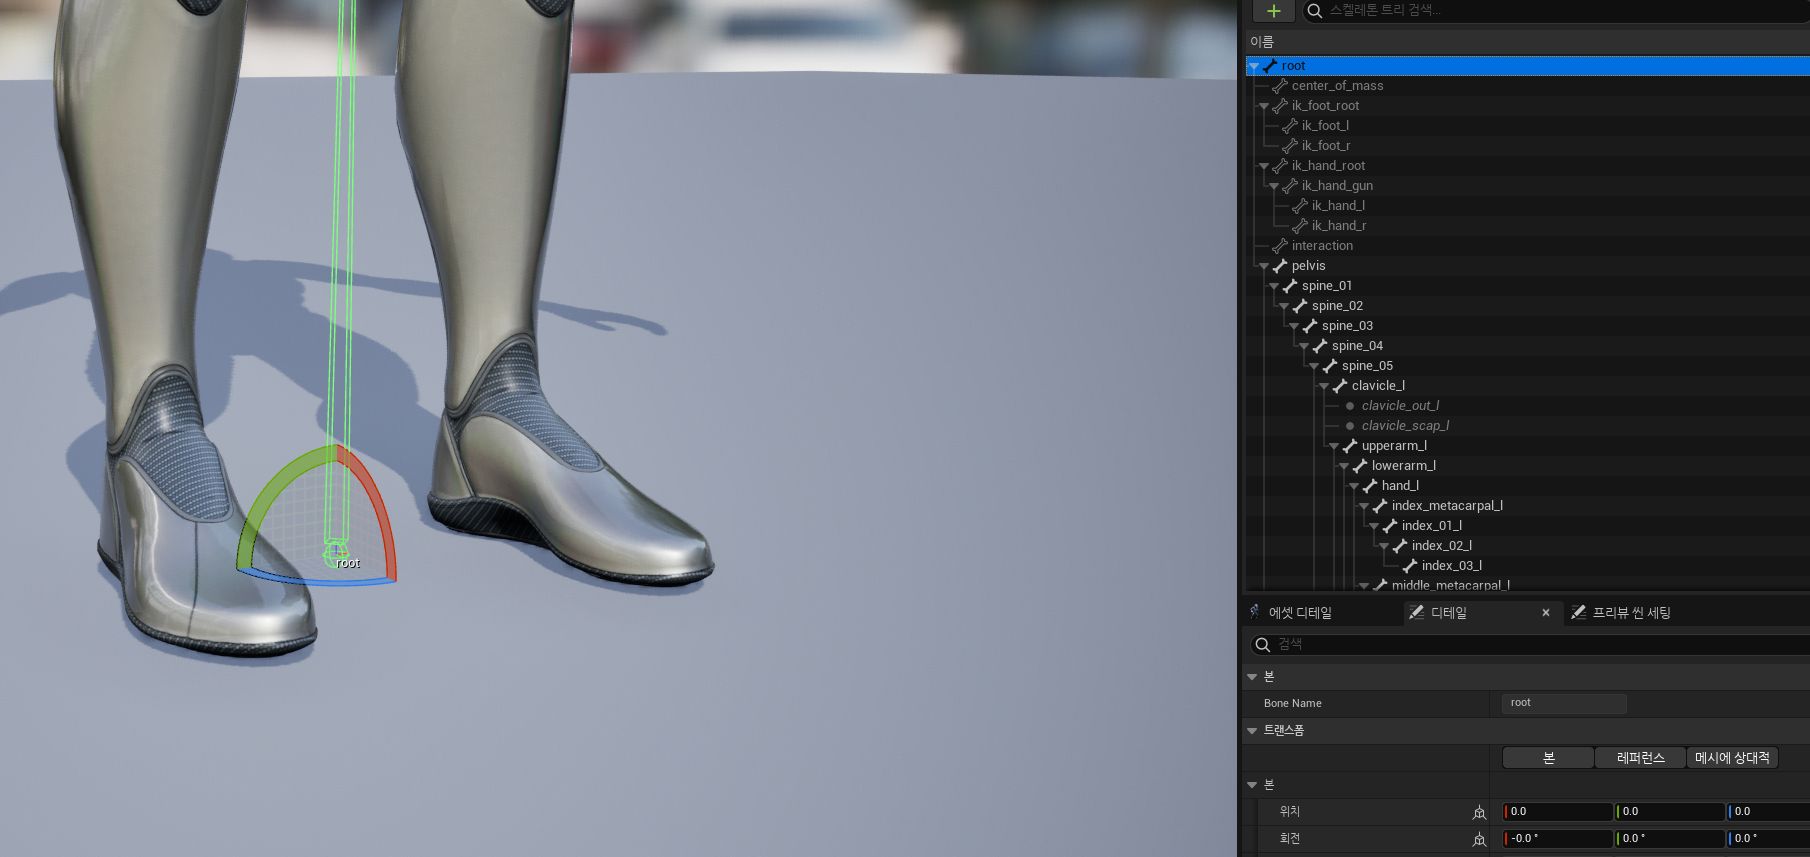 스켈레톤 트리 검색...
이름
root
center_of_mass
ik_foot_root
ik_foot_l
ik_foot_r
ik_hand_root
ik_hand_gun
ik_hand_l
ik_hand_r
interaction
pelvis
spine_01
spine_02
spine_03
spine_04
spine_05
clavicle_l
clavicle_out_l
clavicle_scap_l
upperarm_l
lowerarm_l
hand_l
index_metacarpal_l
index_01_l
index_02_l
index_03_l
middle_metacarpal_l
root
에셋 디테일 디테일 × 프리뷰 씬 세팅
검색
본
Bone Name root
트랜스폼
본 레퍼런스 메시에 상대적
본
위치 0.0 0.0 0.0
회전 -0.0 ° 0.0 ° 0.0 °